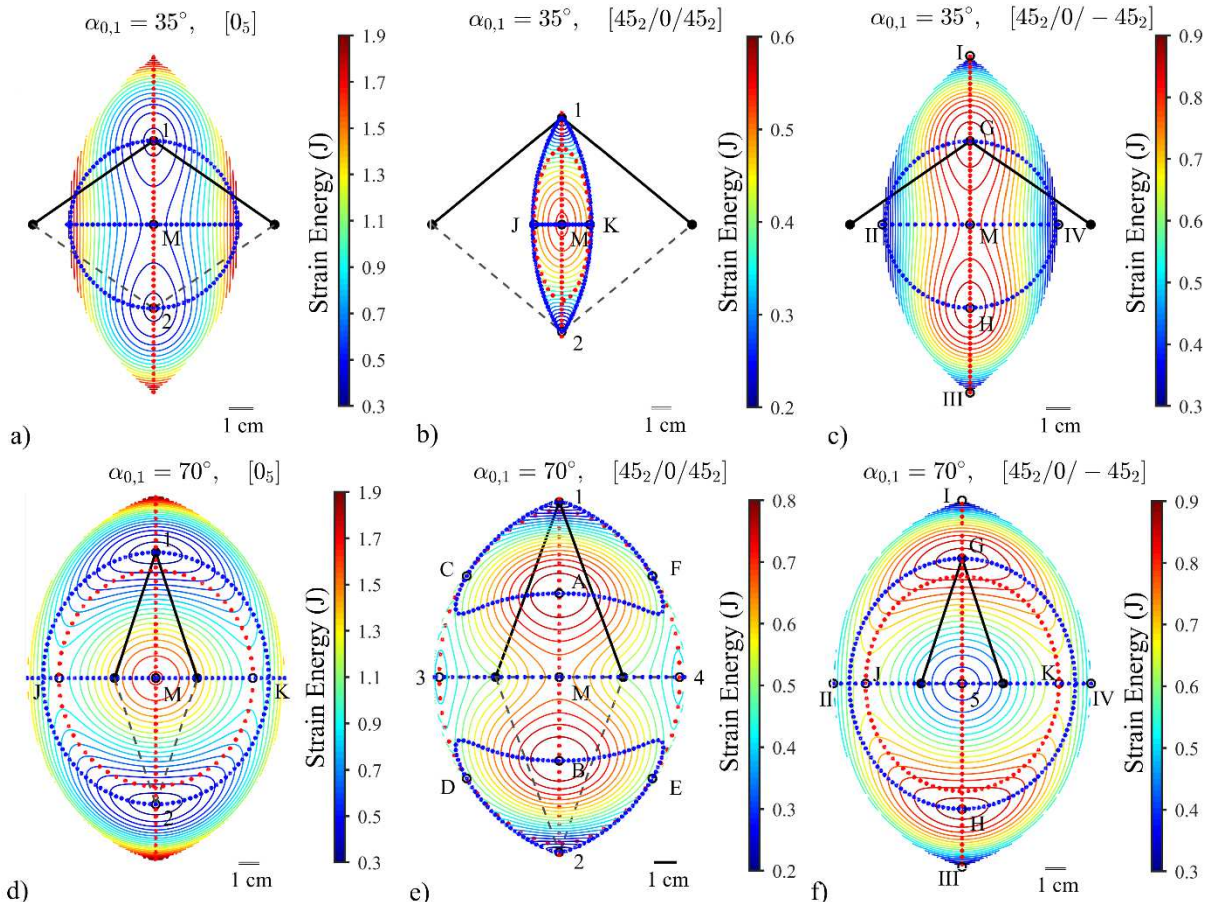 α0,1 = 35°, [0₅]
1.9
1.7
1.5
1.3
1.1
0.9
0.7
0.5
0.3
Strain Energy (J)
1
M
2
1 cm
a)
α0,1 = 35°, [45₂/0/45₂]
0.6
0.5
0.4
0.3
0.2
Strain Energy (J)
1
J
M
K
2
1 cm
b)
α0,1 = 35°, [45₂/0/ − 45₂]
0.9
0.8
0.7
0.6
0.5
0.4
0.3
Strain Energy (J)
I
G
II
M
IV
H
III
1 cm
c)
α0,1 = 70°, [0₅]
1.9
1.7
1.5
1.3
1.1
0.9
0.7
0.5
0.3
Strain Energy (J)
1
J
M
K
2
1 cm
d)
α0,1 = 70°, [45₂/0/45₂]
0.8
0.7
0.6
0.5
0.4
0.3
0.2
Strain Energy (J)
1
C
F
A
3
M
4
B
D
E
2
1 cm
e)
α0,1 = 70°, [45₂/0/ − 45₂]
0.9
0.8
0.7
0.6
0.5
0.4
0.3
Strain Energy (J)
I
G
J
K
II
5
IV
H
III
1 cm
f)